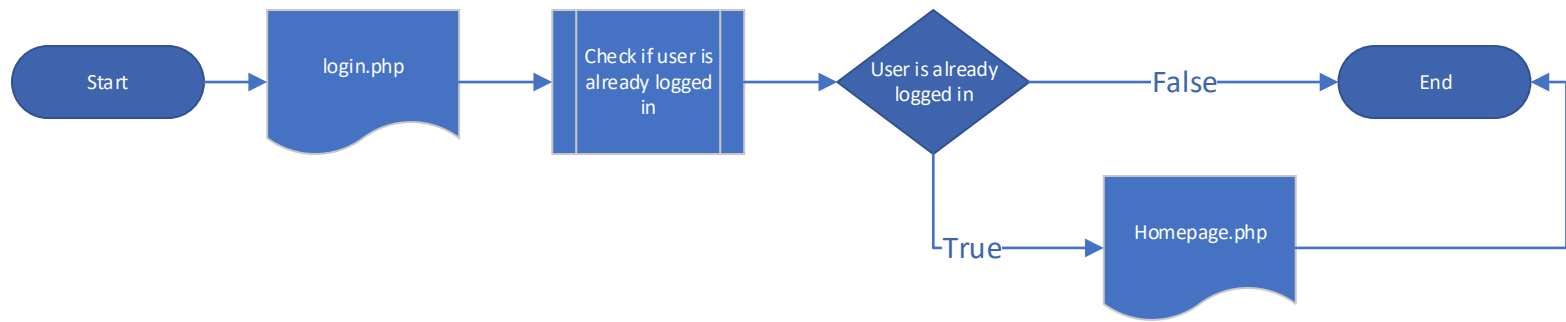 Start
login.php
Check if user is
already logged
in
User is already
logged in
False
End
True
Homepage.php